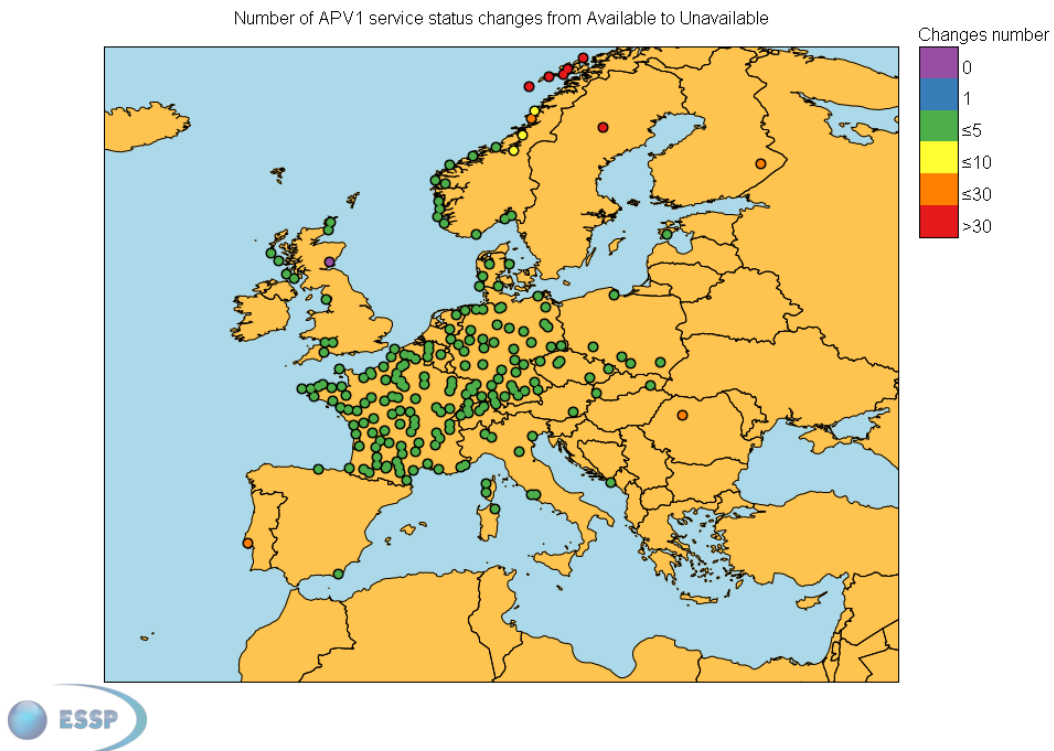 Number of APV1 service status changes from Available to Unavailable
Changes number
0
1
≤5
≤10
≤30
>30
ESSP